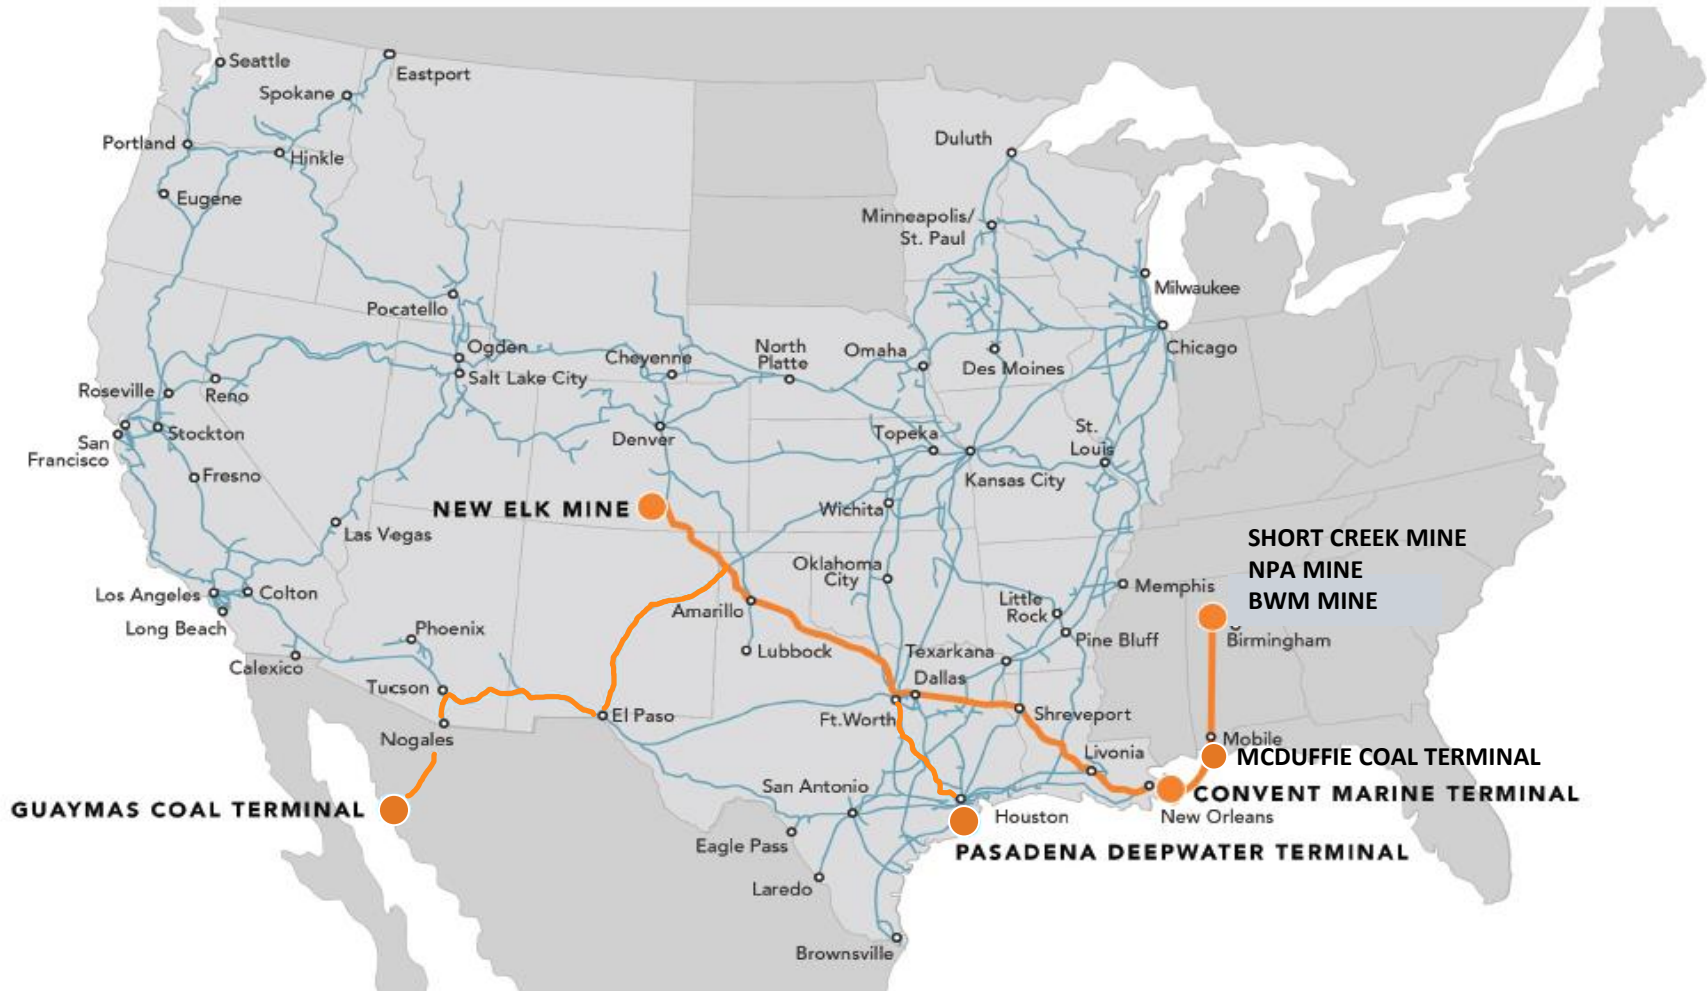 Seattle
Eastport
Spokane
Portland
Hinkle
Duluth
Eugene
Minneapolis/
St. Paul
Milwaukee
Pocatello
Ogden
Cheyenne
North
Platte
Omaha
Chicago
Des Moines
Salt Lake City
Roseville
Reno
San
Francisco
Stockton
Denver
Topeka
St.
Louis
Fresno
Kansas City
NEW ELK MINE
Wichita
Las Vegas
SHORT CREEK MINE
NPA MINE
BWM MINE
Oklahoma
City
Memphis
Los Angeles
Colton
Amarillo
Little
Rock
Long Beach
Phoenix
Pine Bluff
Birmingham
Calexico
Lubbock
Texarkana
Tucson
Dallas
El Paso
Ft.Worth
Shreveport
Nogales
Mobile
Livonia
MCDUFFIE COAL TERMINAL
San Antonio
CONVENT MARINE TERMINAL
GUAYMAS COAL TERMINAL
Houston
New Orleans
Eagle Pass
PASADENA DEEPWATER TERMINAL
Laredo
Brownsville